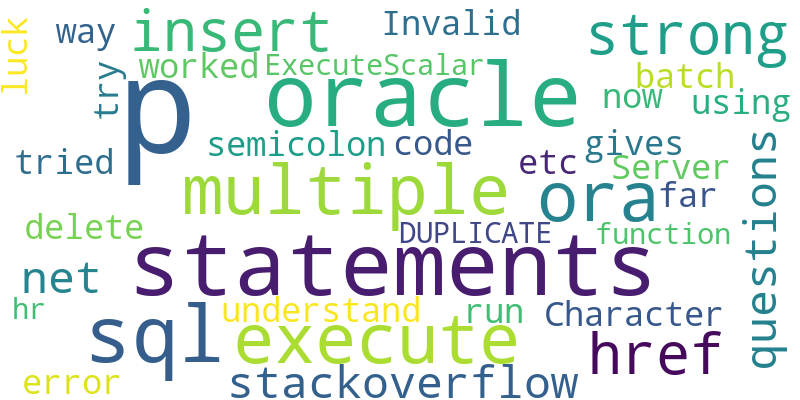 luck
way
insert
Invalid
strong
try
worked
ExecuteScalar
p
oracle
batch
now
using
semicolon
code
gives
tried
etc
Server
multiple
ora
far
questions
delete
DUPLICATE
function
statements
net
hr
sql
understand
run
Character
execute
href
error
stackoverflow